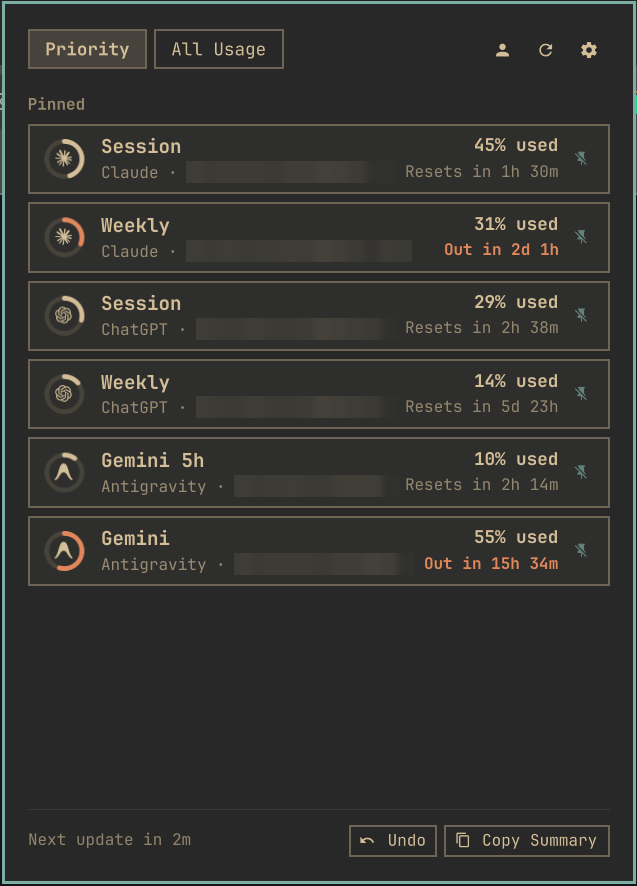 Priority
All Usage
Pinned
Session
45% used
Claude ·
Resets in 1h 30m
Weekly
31% used
Claude ·
Out in 2d 1h
Session
29% used
ChatGPT ·
Resets in 2h 38m
Weekly
14% used
ChatGPT ·
Resets in 5d 23h
Gemini 5h
10% used
Antigravity ·
Resets in 2h 14m
Gemini
55% used
Antigravity ·
Out in 15h 34m
Next update in 2m
Undo
Copy Summary